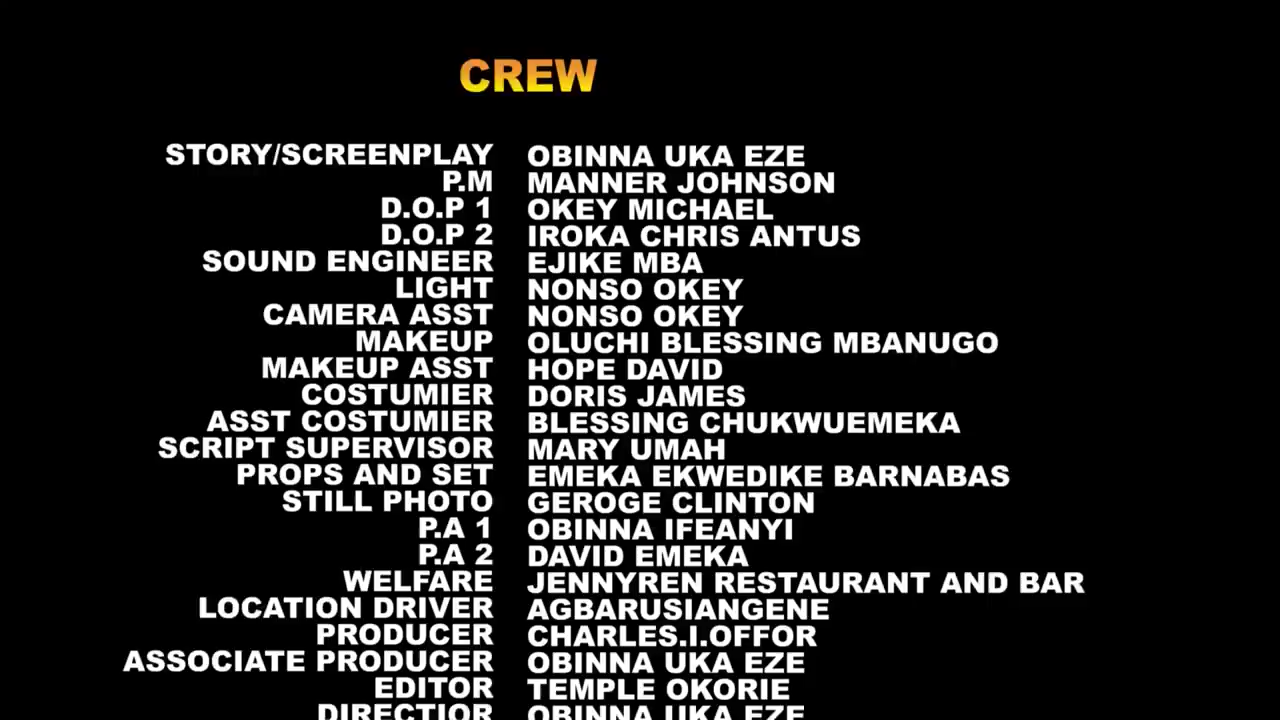 CREW
STORY/SCREENPLAY OBINNA UKA EZE
P.M MANNER JOHNSON
D.O.P 1 OKEY MICHAEL
D.O.P 2 IROKA CHRIS ANTUS
SOUND ENGINEER EJIKE MBA
LIGHT NONSO OKEY
CAMERA ASST NONSO OKEY
MAKEUP OLUCHI BLESSING MBANUGO
MAKEUP ASST HOPE DAVID
COSTUMIER DORIS JAMES
ASST COSTUMIER BLESSING CHUKWUEMEKA
SCRIPT SUPERVISOR MARY UMAH
PROPS AND SET EMEKA EKWEDIKE BARNABAS
STILL PHOTO GEROGE CLINTON
P.A 1 OBINNA IFEANYI
P.A 2 DAVID EMEKA
WELFARE JENNYREN RESTAURANT AND BAR
LOCATION DRIVER AGBARUSIANGENE
PRODUCER CHARLES.I.OFFOR
ASSOCIATE PRODUCER OBINNA UKA EZE
EDITOR TEMPLE OKORIE
DIRECTIOR OBINNA UKA EZE